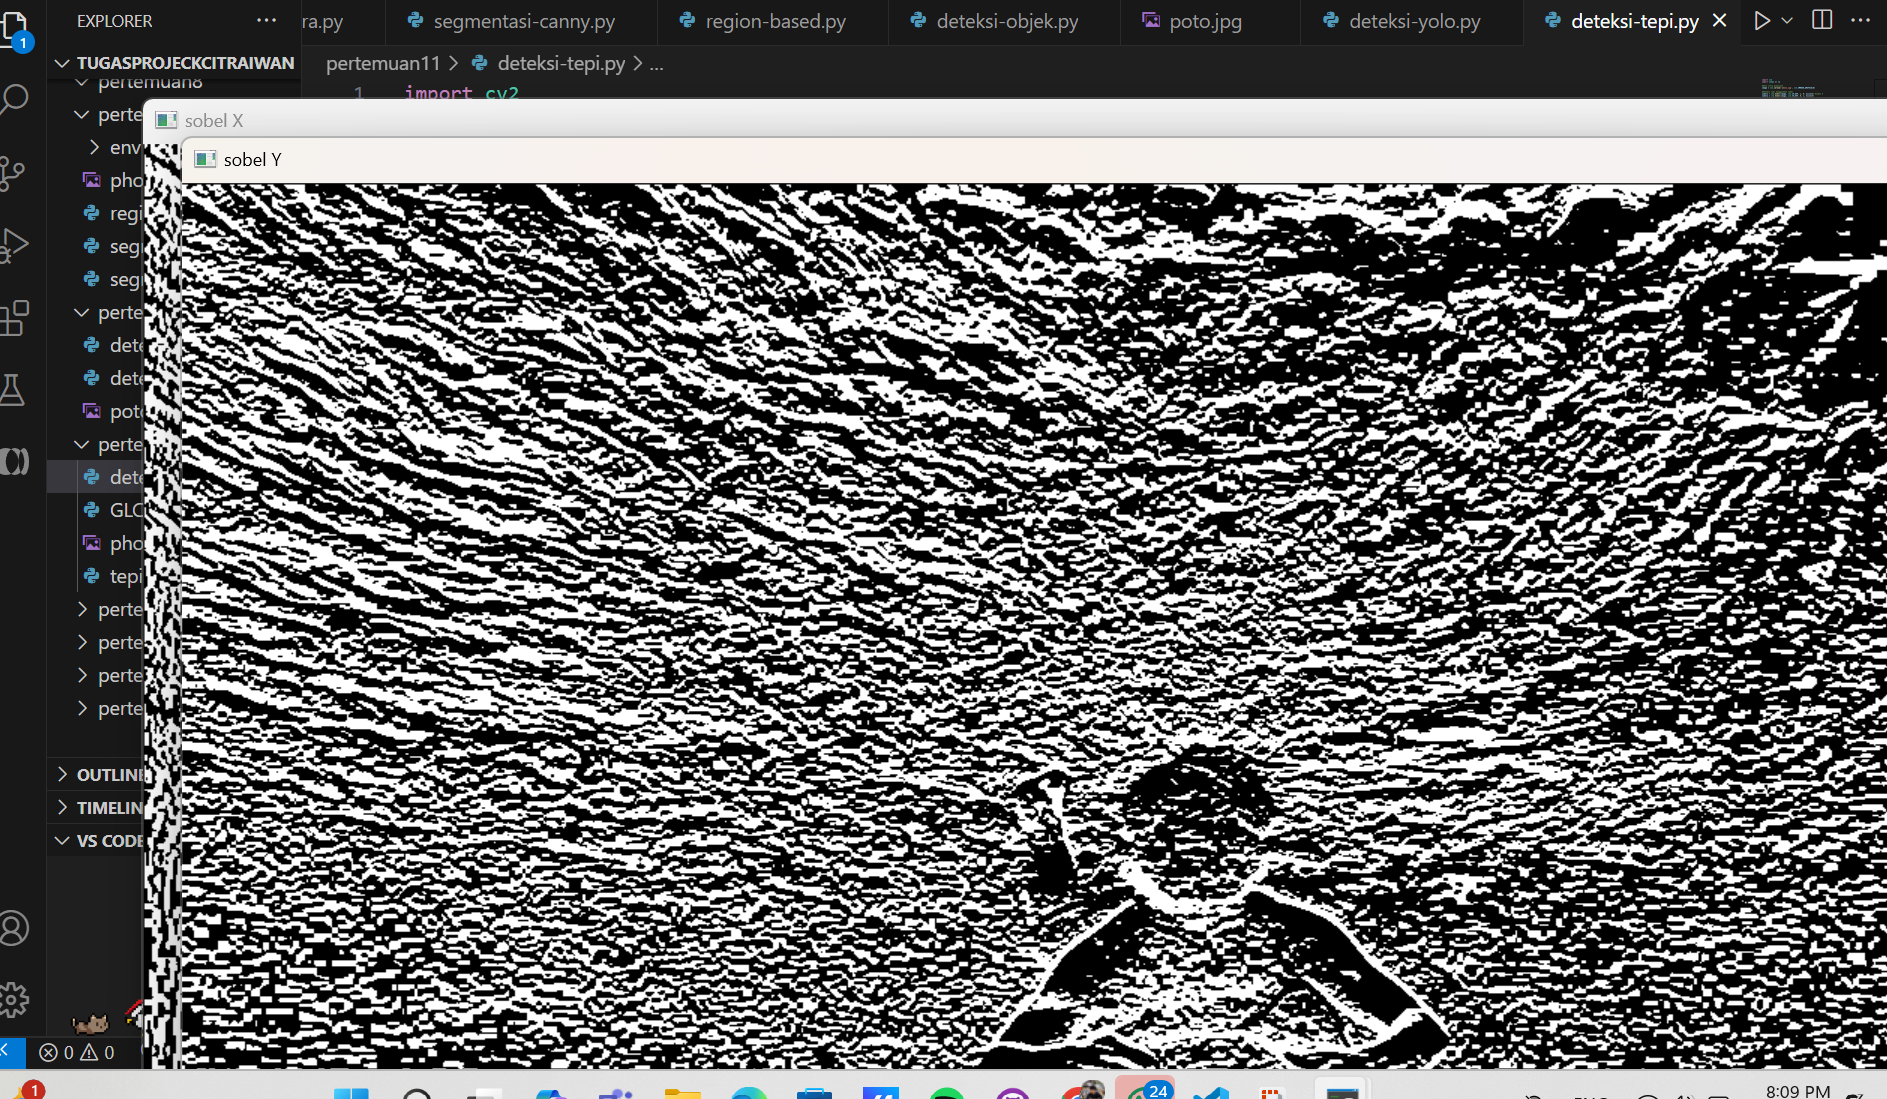 EXPLORER
ra.py
segmentasi-canny.py
region-based.py
deteksi-objek.py
poto.jpg
deteksi-yolo.py
deteksi-tepi.py
1
TUGASPROJECKCITRAIWAN
pertemuan11 > deteksi-tepi.py > ...
pertemuan8
1 import cv2
perte
sobel X
env
sobel Y
pho
regi
seg
seg
perte
dete
dete
pot
perte
dete
GLC
pho
tepi
perte
perte
perte
perte
OUTLINE
TIMELIN
VS CODE
0 0
1
24
8:09 PM